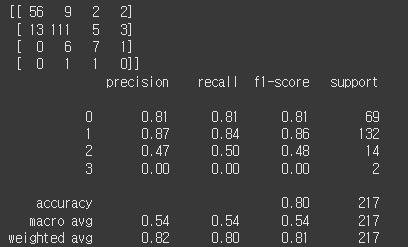 [[ 56 9 2 2]
[ 13 111 5 3]
[ 0 6 7 1]
[ 0 1 1 0]]
precision recall f1-score support
0 0.81 0.81 0.81 69
1 0.87 0.84 0.86 132
2 0.47 0.50 0.48 14
3 0.00 0.00 0.00 2
accuracy 0.80 217
macro avg 0.54 0.54 0.54 217
weighted avg 0.82 0.80 0.81 217